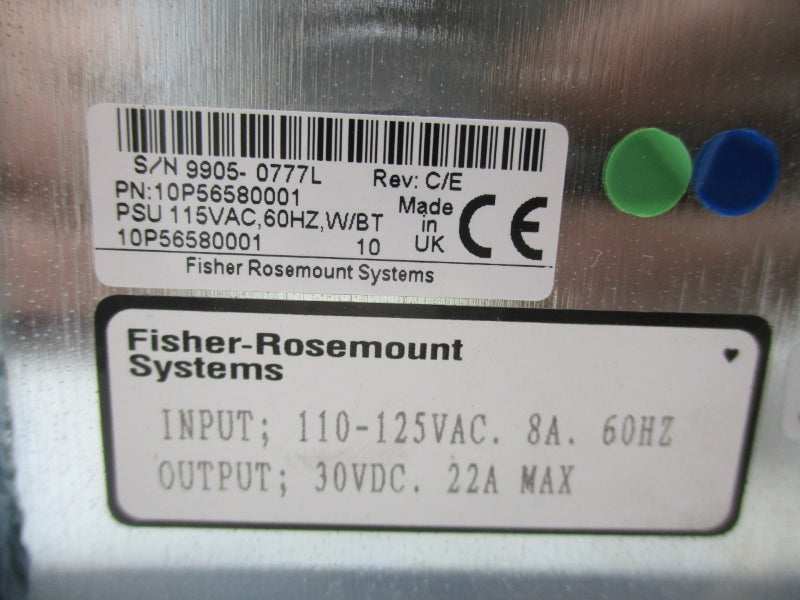 S/N 9905- 0777L Rev: C/E
PN:10P56580001
PSU 115VAC,60HZ,W/BT
10P56580001 10
Made
in
UK
CE
Fisher Rosemount Systems
Fisher-Rosemount
Systems
INPUT; 110-125VAC. 8A. 60HZ
OUTPUT; 30VDC. 22A MAX